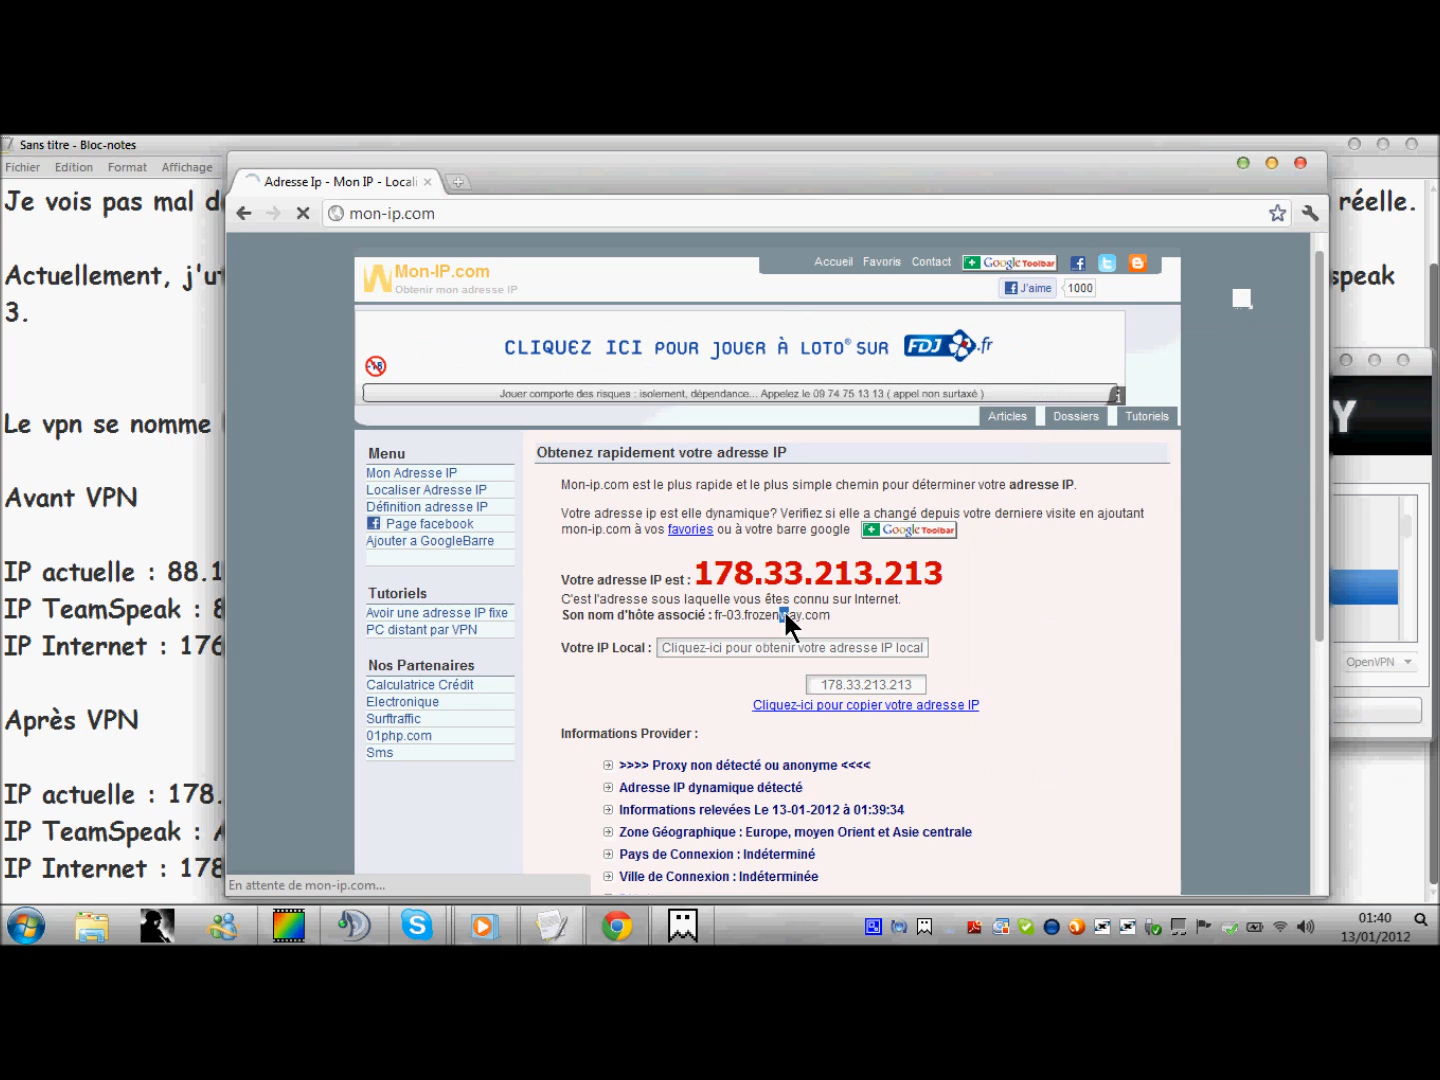 Sans titre - Bloc-notes
Fichier Edition Format Affichage
Je vois pas mal d
réelle.
Actuellement, j'ut
speak
3.
Le vpn se nomme
Avant VPN
IP actuelle : 88.1
IP TeamSpeak : 8
IP Internet : 176
Après VPN
IP actuelle : 178.
IP TeamSpeak : A
IP Internet : 178
Adresse Ip - Mon IP - Locali
mon-ip.com
Mon-IP.com
Obtenir mon adresse IP
Accueil Favoris Contact Google Toolbar
J'aime 1000
CLIQUEZ ICI POUR JOUER À LOTO® SUR FDJ.fr
-18
Jouer comporte des risques : isolement, dépendance... Appelez le 09 74 75 13 13 ( appel non surtaxé )
i
Articles Dossiers Tutoriels
Menu
Mon Adresse IP
Localiser Adresse IP
Définition adresse IP
Page facebook
Ajouter a GoogleBarre
Tutoriels
Avoir une adresse IP fixe
PC distant par VPN
Nos Partenaires
Calculatrice Crédit
Electronique
Surftraffic
01php.com
Sms
Obtenez rapidement votre adresse IP
Mon-ip.com est le plus rapide et le plus simple chemin pour déterminer votre adresse IP.
Votre adresse ip est elle dynamique? Verifiez si elle a changé depuis votre derniere visite en ajoutant
mon-ip.com à vos favories ou à votre barre google Google Toolbar
Votre adresse IP est : 178.33.213.213
C'est l'adresse sous laquelle vous êtes connu sur Internet.
Son nom d'hôte associé : fr-03.frozenway.com
Votre IP Local : Cliquez-ici pour obtenir votre adresse IP local
178.33.213.213
Cliquez-ici pour copier votre adresse IP
Informations Provider :
>>>> Proxy non détecté ou anonyme <<<<
Adresse IP dynamique détecté
Informations relevées Le 13-01-2012 à 01:39:34
Zone Géographique : Europe, moyen Orient et Asie centrale
Pays de Connexion : Indéterminé
Ville de Connexion : Indéterminée
En attente de mon-ip.com...
Y
OpenVPN
01:40
13/01/2012